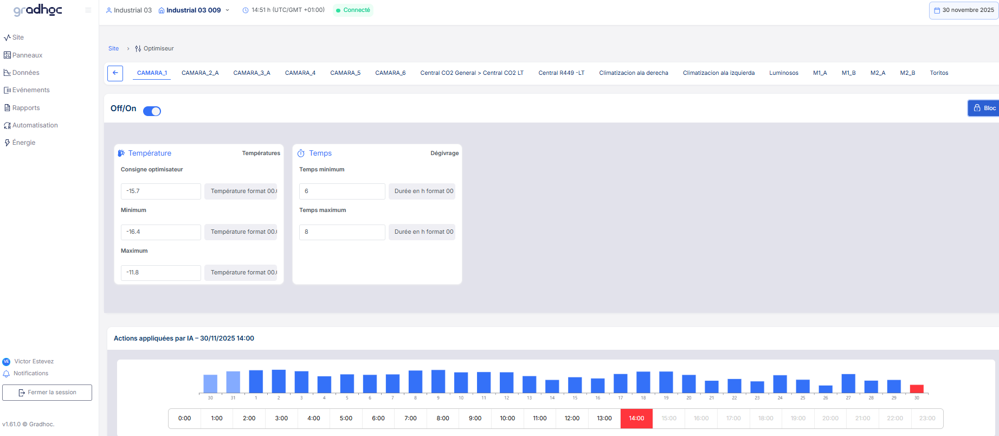 gradhoc
Industrial 03
Industrial 03 009
14:51 h (UTC/GMT +01:00)
Connecté
30 novembre 2025
Site
Panneaux
Données
Evénements
Rapports
Automatisation
Énergie
Site > Optimiseur
CAMARA_1
CAMARA_2_A
CAMARA_3_A
CAMARA_4
CAMARA_5
CAMARA_6
Central CO2 General > Central CO2 LT
Central R449 -LT
Climatizacion ala derecha
Climatizacion ala izquierda
Luminosos
M1_A
M1_B
M2_A
M2_B
Toritos
Off/On
Bloc
Température
Températures
Consigne optimisateur
-15.7
Température format 00.
Minimum
-16.4
Température format 00.
Maximum
-11.8
Température format 00.
Temps
Dégivrage
Temps minimum
6
Durée en h format 00
Temps maximum
8
Durée en h format 00
Actions appliquées par IA – 30/11/2025 14:00
30 31 1 2 3 4 5 6 7 8 9 10 11 12 13 14 15 16 17 18 19 20 21 22 23 24 25 26 27 28 29 30
0:00 1:00 2:00 3:00 4:00 5:00 6:00 7:00 8:00 9:00 10:00 11:00 12:00 13:00 14:00 15:00 16:00 17:00 18:00 19:00 20:00 21:00 22:00 23:00
VE
Victor Estevez
Notifications
Fermer la session
v1.61.0 © Gradhoc.